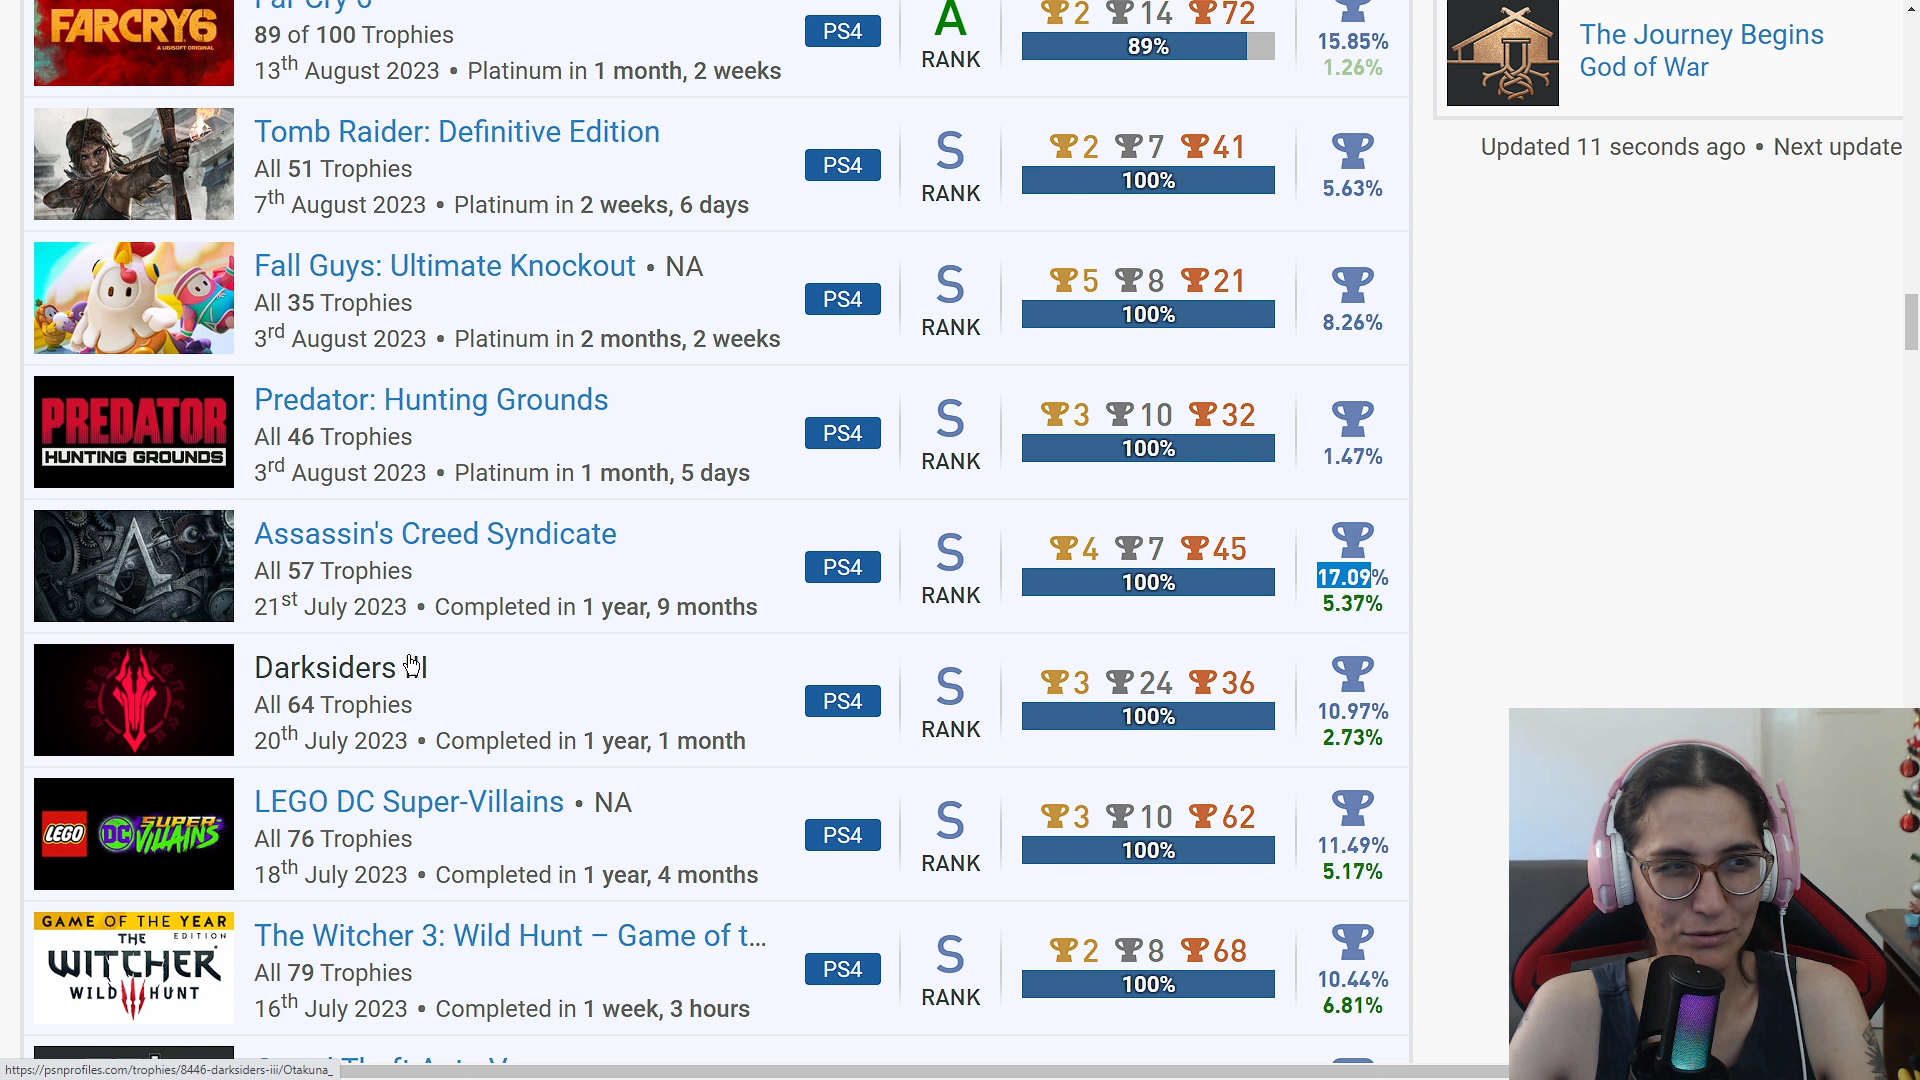 FARCRY6
A UBISOFT ORIGINAL
Far Cry 6
89 of 100 Trophies
13th August 2023 • Platinum in 1 month, 2 weeks
PS4
A
RANK
2 14 72
89%
15.85%
1.26%
Tomb Raider: Definitive Edition
All 51 Trophies
7th August 2023 • Platinum in 2 weeks, 6 days
PS4
S
RANK
2 7 41
100%
5.63%
Fall Guys: Ultimate Knockout • NA
All 35 Trophies
3rd August 2023 • Platinum in 2 months, 2 weeks
PS4
S
RANK
5 8 21
100%
8.26%
PREDATOR
HUNTING GROUNDS
Predator: Hunting Grounds
All 46 Trophies
3rd August 2023 • Platinum in 1 month, 5 days
PS4
S
RANK
3 10 32
100%
1.47%
Assassin's Creed Syndicate
All 57 Trophies
21st July 2023 • Completed in 1 year, 9 months
PS4
S
RANK
4 7 45
100%
17.09%
5.37%
Darksiders III
All 64 Trophies
20th July 2023 • Completed in 1 year, 1 month
PS4
S
RANK
3 24 36
100%
10.97%
2.73%
LEGO DC SUPER-VILLAINS
LEGO DC Super-Villains • NA
All 76 Trophies
18th July 2023 • Completed in 1 year, 4 months
PS4
S
RANK
3 10 62
100%
11.49%
5.17%
GAME OF THE YEAR
EDITION
THE
WITCHER
WILD HUNT
The Witcher 3: Wild Hunt – Game of t...
All 79 Trophies
16th July 2023 • Completed in 1 week, 3 hours
PS4
S
RANK
2 8 68
100%
10.44%
6.81%
Grand Theft Auto V
The Journey Begins
God of War
Updated 11 seconds ago • Next update
https://psnprofiles.com/trophies/8446-darksiders-iii/Otakuna_